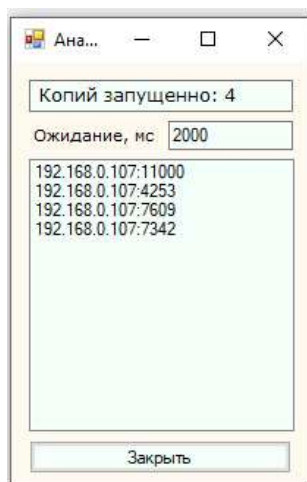 Ана...
Копий запущенно: 4
Ожидание, мс 2000
192.168.0.107:11000
192.168.0.107:4253
192.168.0.107:7609
192.168.0.107:7342
Закрыть